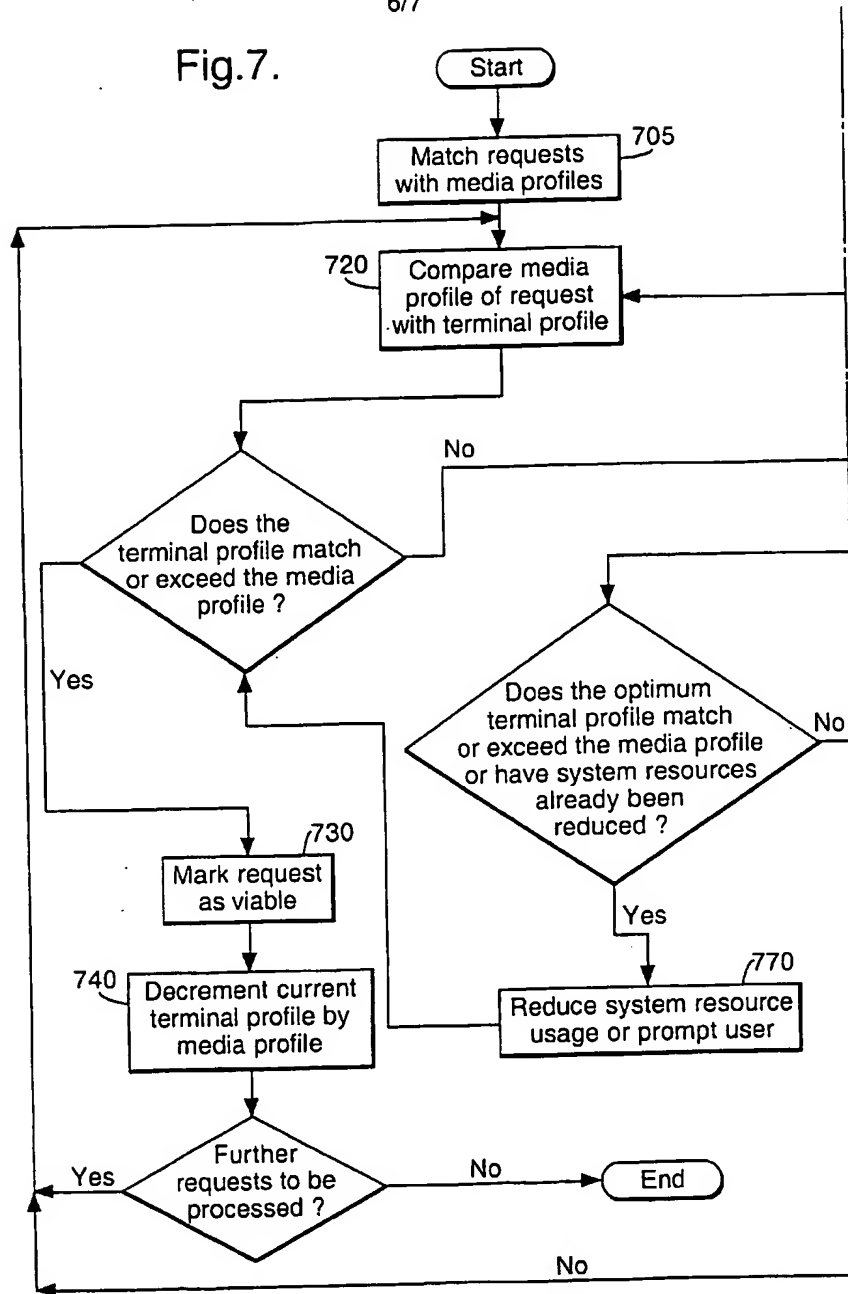 6/7
Fig.7.
Start
705
Match requests
with media profiles
720
Compare media
profile of request
with terminal profile
No
Does the
terminal profile match
or exceed the media
profile ?
Yes
Does the optimum
terminal profile match
or exceed the media profile
or have system resources
already been
reduced ?
No
730
Mark request
as viable
Yes
740
Decrement current
terminal profile by
media profile
770
Reduce system resource
usage or prompt user
Further
requests to be
processed ?
Yes
No
End
No